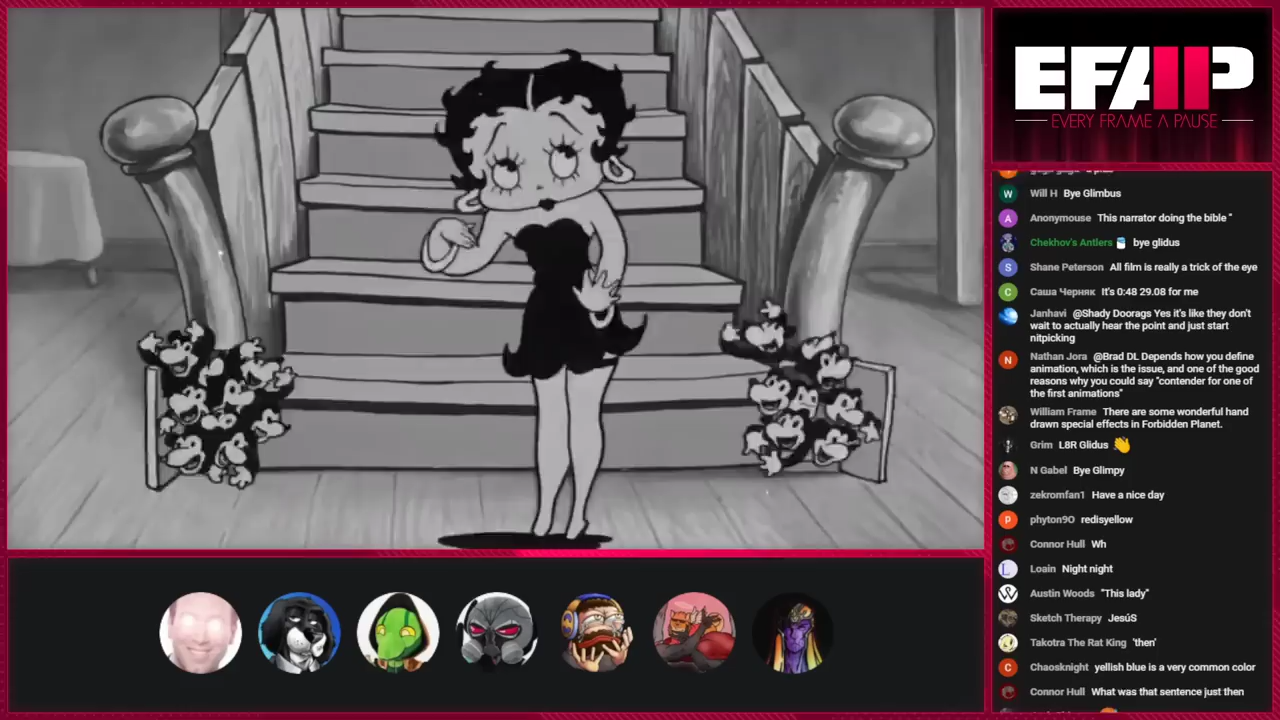 EFAP
EVERY FRAME A PAUSE
Will H Bye Glimbus
Anonymouse This narrator doing the bible "
Chekhov's Antlers bye glidus
Shane Peterson All film is really a trick of the eye
Саша Черняк It's 0:48 29.08 for me
Janhavi @Shady Doorags Yes it's like they don't
wait to actually hear the point and just start
nitpicking
Nathan Jora @Brad DL Depends how you define
animation, which is the issue, and one of the good
reasons why you could say "contender for one of
the first animations"
William Frame There are some wonderful hand
drawn special effects in Forbidden Planet.
Grim L8R Glidus 👋
N Gabel Bye Glimpy
zekromfan1 Have a nice day
phyton90 redisyellow
Connor Hull Wh
Loain Night night
Austin Woods "This lady"
Sketch Therapy JesúS
Takotra The Rat King 'then'
Chaosknight yellish blue is a very common color
Connor Hull What was that sentence just then